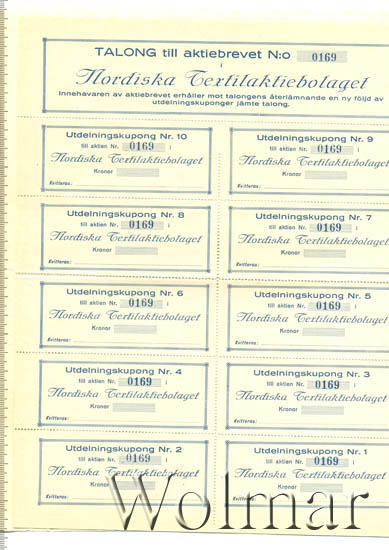 TALONG till aktiebrevet N:o 0169
i
Nordiska Textilaktiebolaget
Innehavaren av aktiebrevet erhåller mot talongens återlämnande en ny följd av
utdelningskuponger jämte talong.
Utdelningskupong Nr. 10
till aktien Nr. 0169 i
Nordiska Textilaktiebolaget
Kronor
Kvitteras:
Utdelningskupong Nr. 9
till aktien Nr. 0169 i
Nordiska Textilaktiebolaget
Kronor
Kvitteras:
Utdelningskupong Nr. 8
till aktien Nr. 0169 i
Nordiska Textilaktiebolaget
Kronor
Kvitteras:
Utdelningskupong Nr. 7
till aktien Nr. 0169 i
Nordiska Textilaktiebolaget
Kronor
Kvitteras:
Utdelningskupong Nr. 6
till aktien Nr. 0169 i
Nordiska Textilaktiebolaget
Kronor
Kvitteras:
Utdelningskupong Nr. 5
till aktien Nr. 0169 i
Nordiska Textilaktiebolaget
Kronor
Kvitteras:
Utdelningskupong Nr. 4
till aktien Nr. 0169 i
Nordiska Textilaktiebolaget
Kronor
Kvitteras:
Utdelningskupong Nr. 3
till aktien Nr. 0169 i
Nordiska Textilaktiebolaget
Kronor
Kvitteras:
Utdelningskupong Nr. 2
till aktien Nr. 0169 i
Nordiska Textilaktiebolaget
Kvitteras:
Utdelningskupong Nr. 1
till aktien Nr. 0169 i
Nordiska Textilaktiebolaget
Wolmar